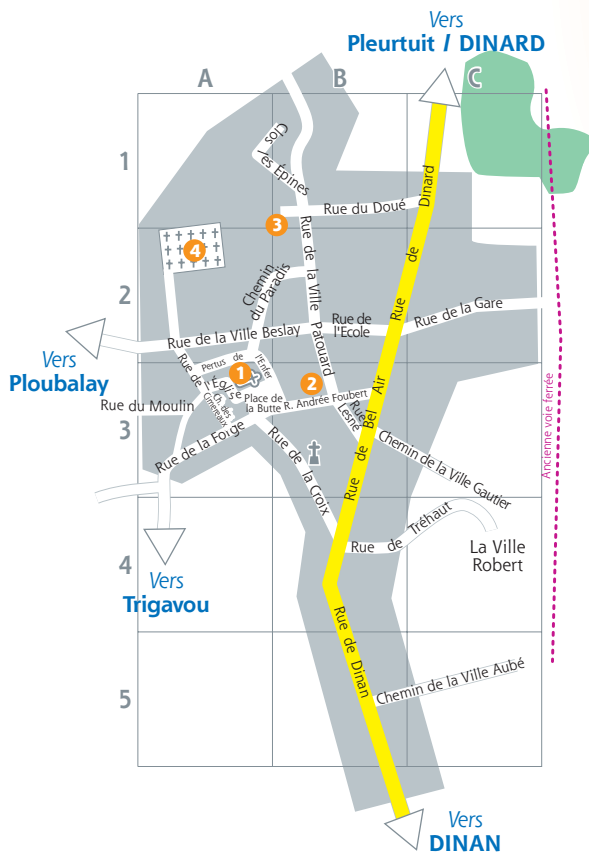 Vers
Pleurtuit / DINARD
A
B
C
1
Clos
les Épines
Rue du Doué
Rue de Dinard
3
4
2
Chemin
du Paradis
Rue de la Ville Patouard
Rue de la Ville Beslay
Rue de
l'Ecole
Rue de la Gare
Vers
Ploubalay
Pertus de
l'Enfer
1
2
Rue de
l'Église
Ch. des
Cimereaux
Rue du Moulin
Place de
la Butte
R. Andrée Foubert
Rue
Lesné
Rue de Bel Air
3
Rue de la Forge
Rue de la Croix
Chemin de la Ville Gautier
Ancienne voie ferrée
Rue de Tréhaut
La Ville
Robert
4
Vers
Trigavou
Rue de Dinan
Chemin de la Ville Aubé
5
Vers
DINAN